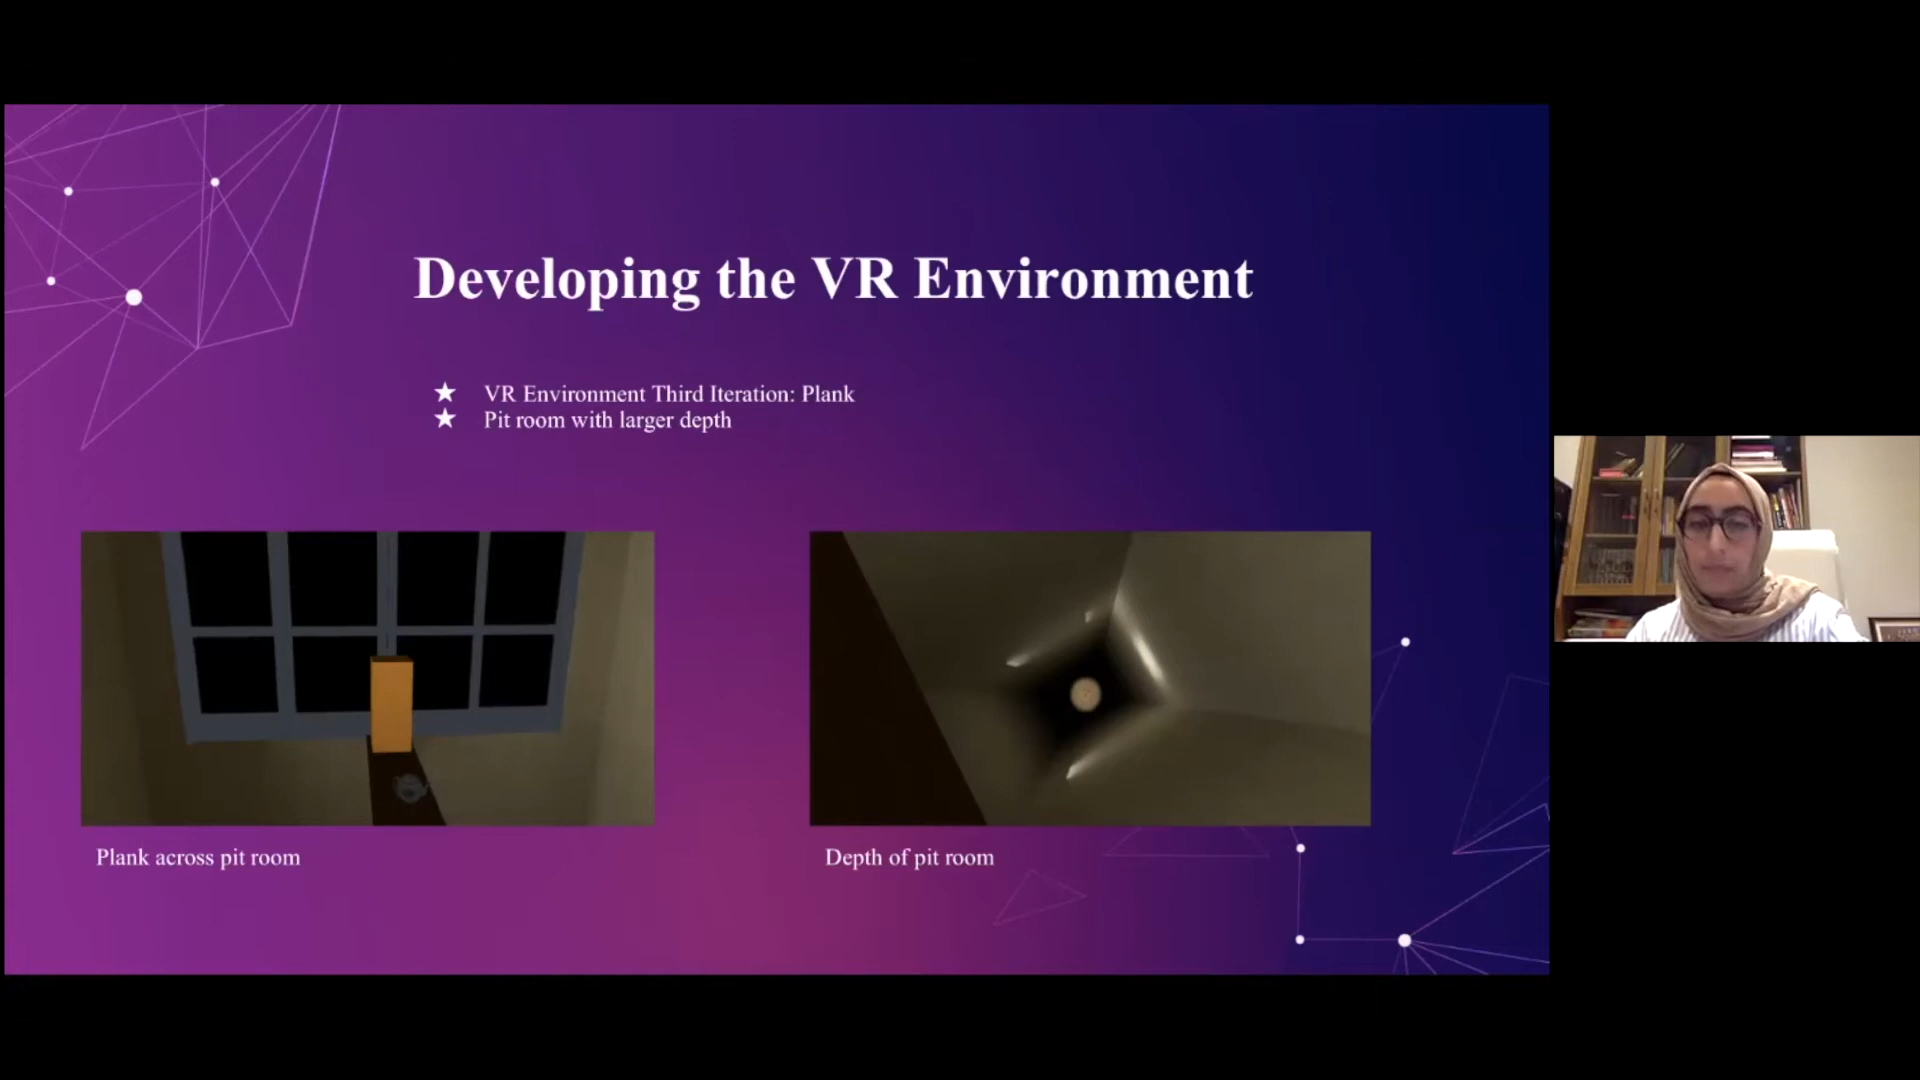 Developing the VR Environment
★ VR Environment Third Iteration: Plank
★ Pit room with larger depth
Plank across pit room
Depth of pit room